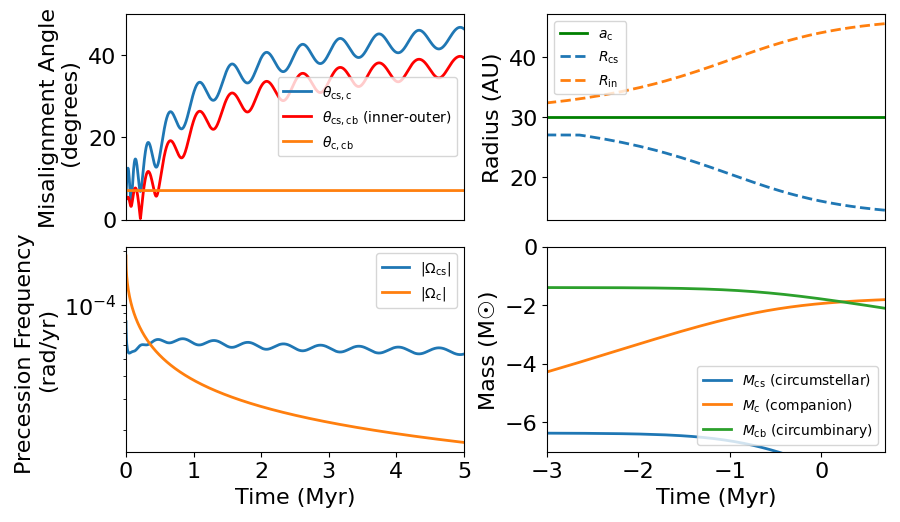 Misalignment Angle
(degrees)
40
20
0
θcs,c
θcs,cb (inner-outer)
θc,cb
Radius (AU)
40
30
20
ac
Rcs
Rin
Precession Frequency
(rad/yr)
10⁻⁴
|Ωcs|
|Ωc|
0 1 2 3 4 5
Time (Myr)
Mass (M☉)
0
−2
−4
−6
Mcs (circumstellar)
Mc (companion)
Mcb (circumbinary)
−3 −2 −1 0
Time (Myr)